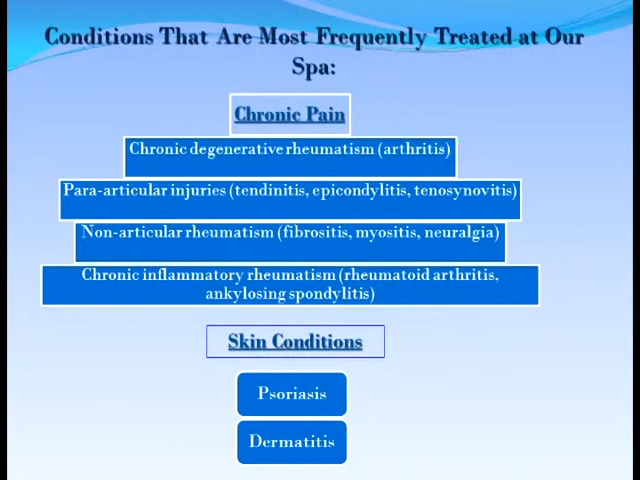 Conditions That Are Most Frequently Treated at Our
Spa:
Chronic Pain
Chronic degenerative rheumatism (arthritis)
Para-articular injuries (tendinitis, epicondylitis, tenosynovitis)
Non-articular rheumatism (fibrositis, myositis, neuralgia)
Chronic inflammatory rheumatism (rheumatoid arthritis,
ankylosing spondylitis)
Skin Conditions
Psoriasis
Dermatitis